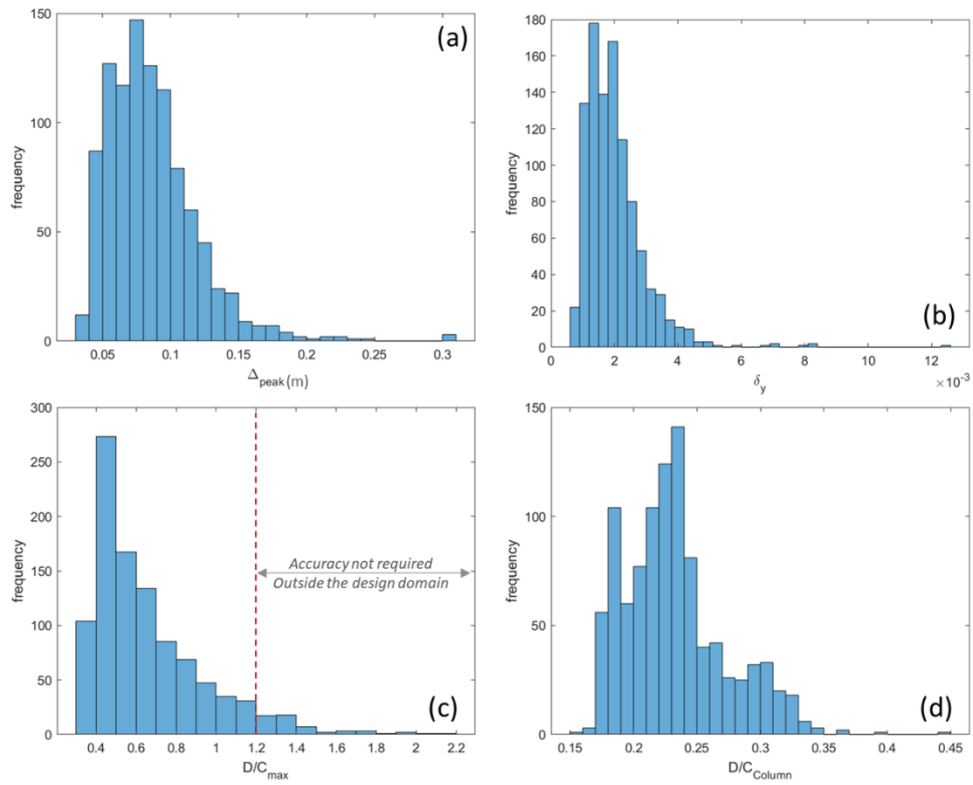 (a)
150
100
50
0
frequency
0.05 0.1 0.15 0.2 0.25 0.3
Δpeak(m)
(b)
180
160
140
120
100
80
60
40
20
0
frequency
0 2 4 6 8 10 12
×10-3
δy
(c)
300
250
200
150
100
50
0
frequency
Accuracy not required
Outside the design domain
0.4 0.6 0.8 1 1.2 1.4 1.6 1.8 2 2.2
D/Cmax
(d)
150
100
50
0
frequency
0.15 0.2 0.25 0.3 0.35 0.4 0.45
D/CColumn